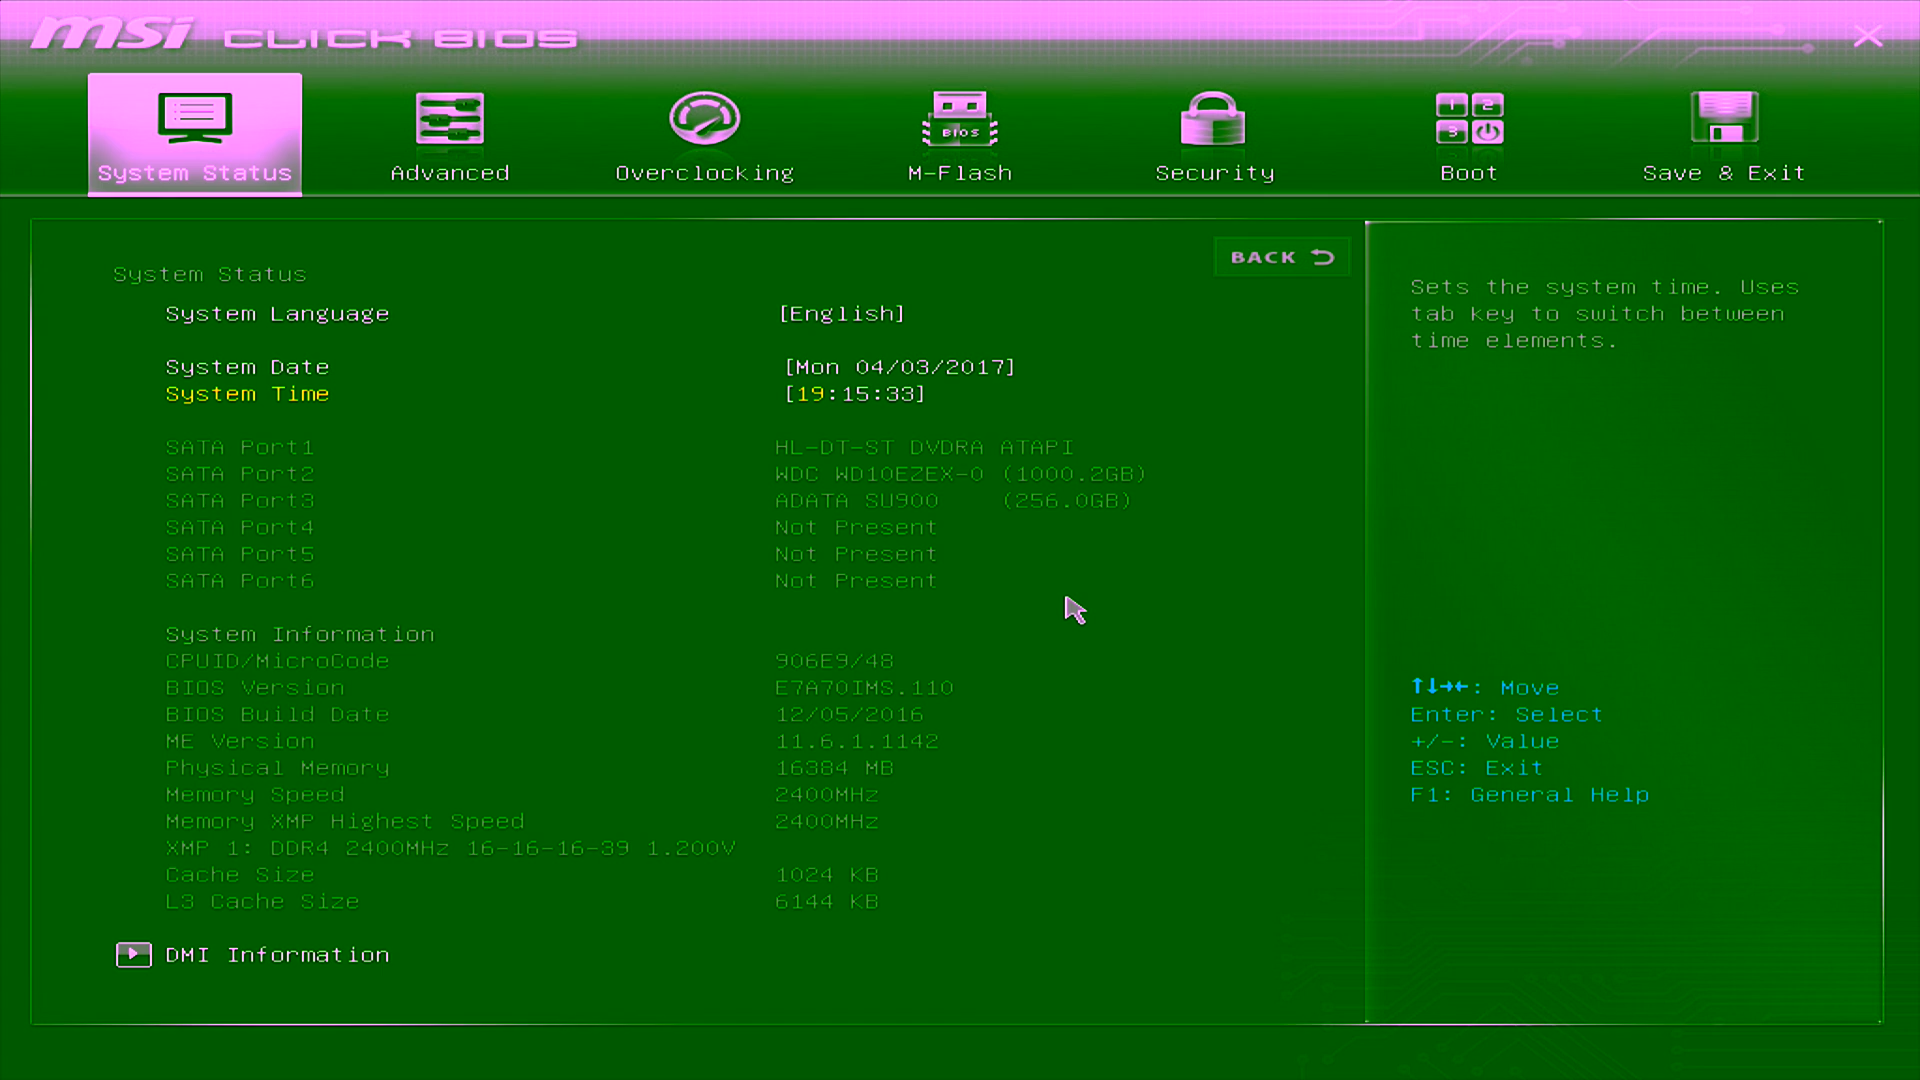 msi CLICK BIOS
System Status
Advanced
Overclocking
BIOS
M-Flash
Security
1 2
3
Boot
Save & Exit
BACK
System Status
System Language [English]
System Date [Mon 04/03/2017]
System Time [19:15:33]
SATA Port1 HL-DT-ST DVDRA ATAPI
SATA Port2 WDC WD10EZEX-0 (1000.2GB)
SATA Port3 ADATA SU900 (256.0GB)
SATA Port4 Not Present
SATA Port5 Not Present
SATA Port6 Not Present
System Information
CPUID/MicroCode 906E9/48
BIOS Version E7A70IMS.110
BIOS Build Date 12/05/2016
ME Version 11.6.1.1142
Physical Memory 16384 MB
Memory Speed 2400MHz
Memory XMP Highest Speed 2400MHz
XMP 1: DDR4 2400MHz 16-16-16-39 1.200V
Cache Size 1024 KB
L3 Cache Size 6144 KB
DMI Information
Sets the system time. Uses
tab key to switch between
time elements.
↑↓→←: Move
Enter: Select
+/-: Value
ESC: Exit
F1: General Help